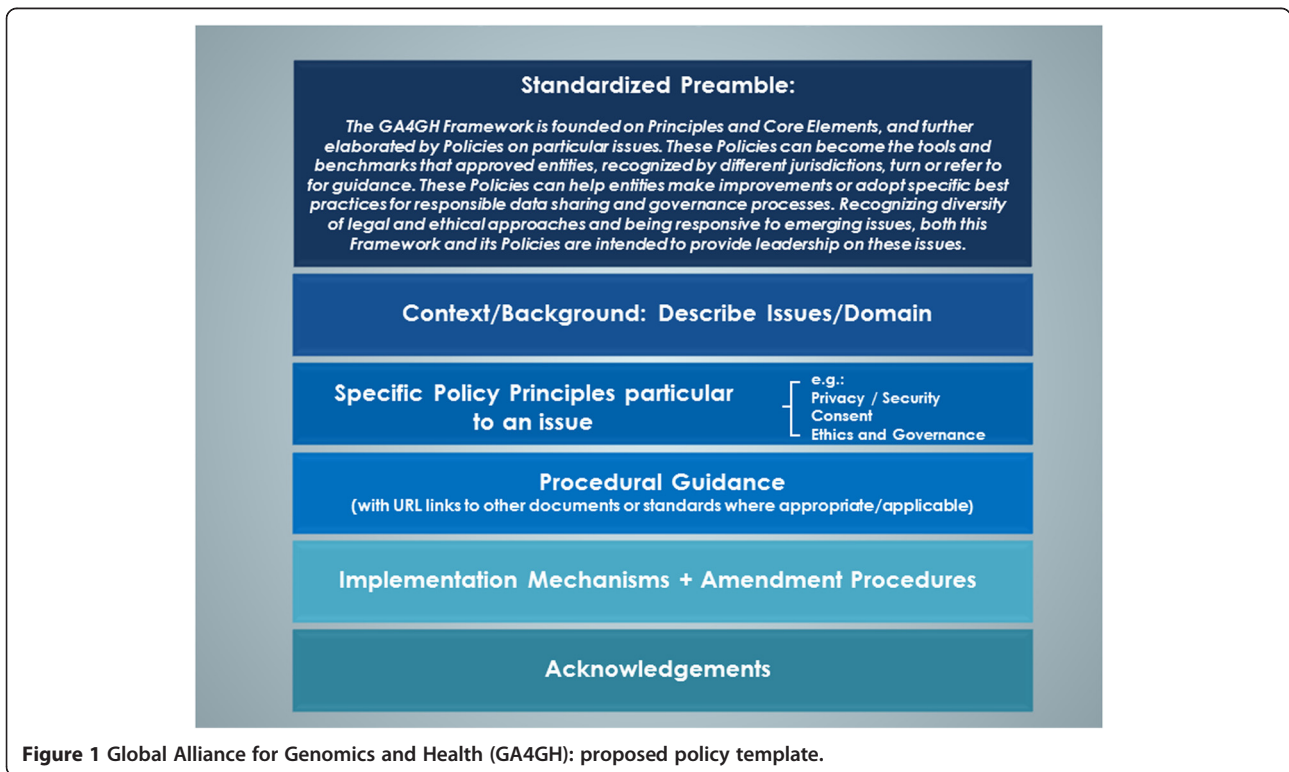 Standardized Preamble:
The GA4GH Framework is founded on Principles and Core Elements, and further
elaborated by Policies on particular issues. These Policies can become the tools and
benchmarks that approved entities, recognized by different jurisdictions, turn or refer to
for guidance. These Policies can help entities make improvements or adopt specific best
practices for responsible data sharing and governance processes. Recognizing diversity
of legal and ethical approaches and being responsive to emerging issues, both this
Framework and its Policies are intended to provide leadership on these issues.
Context/Background: Describe Issues/Domain
Specific Policy Principles particular
to an issue
e.g.:
Privacy / Security
Consent
Ethics and Governance
Procedural Guidance
(with URL links to other documents or standards where appropriate/applicable)
Implementation Mechanisms + Amendment Procedures
Acknowledgements
Figure 1 Global Alliance for Genomics and Health (GA4GH): proposed policy template.